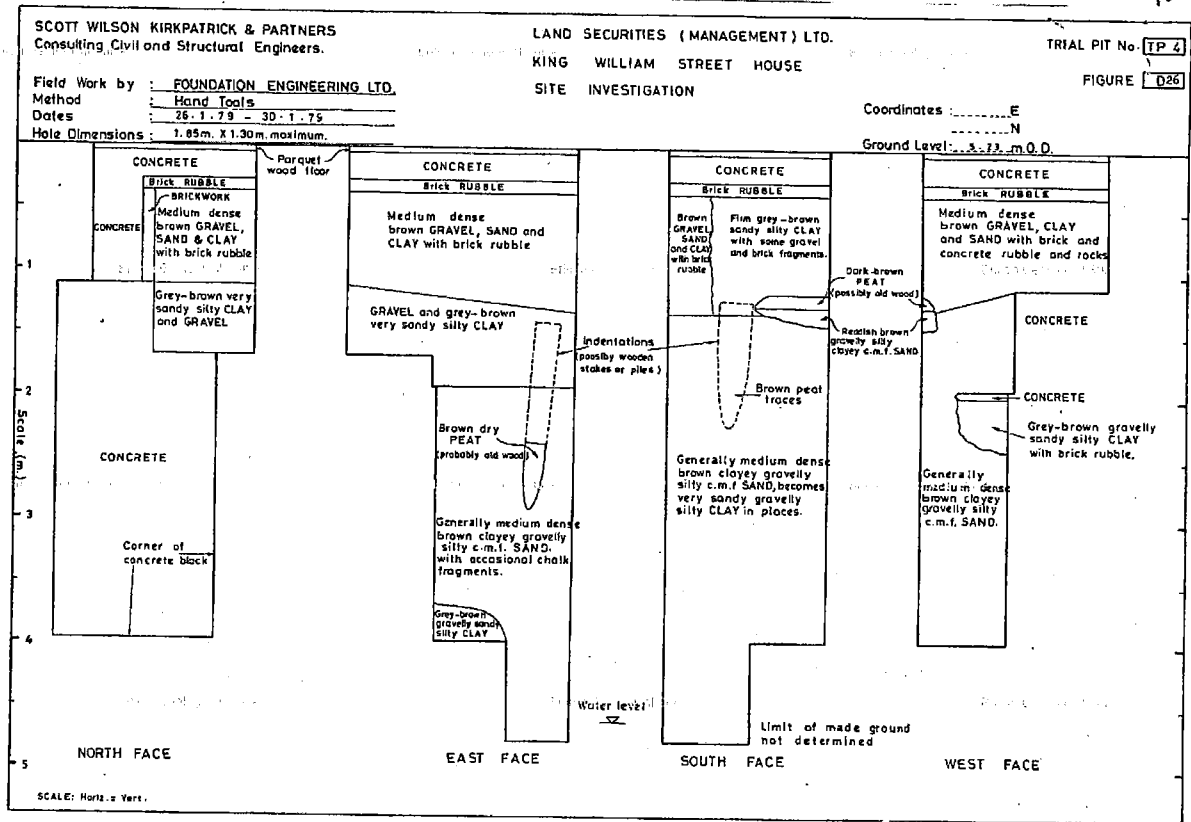 SCOTT WILSON KIRKPATRICK & PARTNERS
Consulting Civil and Structural Engineers.
LAND SECURITIES (MANAGEMENT) LTD.
KING WILLIAM STREET HOUSE
SITE INVESTIGATION
TRIAL PIT No. TP 4
FIGURE D26
Field Work by : FOUNDATION ENGINEERING LTD.
Method : Hand Tools
Dates : 26·1·79 - 30·1·79
Hole Dimensions : 1.85m. X 1.30m. maximum.
Coordinates : E
N
Ground Level: m.O.D.
CONCRETE
Brick RUBBLE
BRICKWORK
CONCRETE
Medium dense
brown GRAVEL,
SAND & CLAY
with brick rubble
Grey-brown very
sandy silty CLAY
and GRAVEL
CONCRETE
Corner of
concrete block
NORTH FACE
Parquet
wood floor
CONCRETE
Brick RUBBLE
Medium dense
brown GRAVEL, SAND and
CLAY with brick rubble
GRAVEL and grey-brown
very sandy silty CLAY
Indentations
(possibly wooden
stakes or piles)
Brown dry
PEAT
(probably old wood)
Generally medium dense
brown clayey gravelly
silty c.m.f. SAND.
with occasional chalk
fragments.
Grey-brown
gravelly sandy
silty CLAY
EAST FACE
Water level
CONCRETE
Brick RUBBLE
Brown
GRAVEL
SAND
and CLAY
with brick
rubble
Firm grey-brown
sandy silty CLAY
with some gravel
and brick fragments.
Dark-brown
PEAT
(possibly old wood)
Reddish brown
gravelly silty
clayey c.m.f. SAND
Brown peat
traces
Generally medium dense
brown clayey gravelly
silty c.m.f SAND, becomes
very sandy gravelly
silty CLAY in places.
Limit of made ground
not determined
SOUTH FACE
CONCRETE
Brick RUBBLE
Medium dense
brown GRAVEL, CLAY
and SAND with brick and
concrete rubble and rocks
CONCRETE
CONCRETE
Grey-brown gravelly
sandy silty CLAY
with brick rubble.
Generally
medium dense
brown clayey
gravelly silty
c.m.f. SAND.
WEST FACE
1
2
Scale (m.)
3
4
5
SCALE: Horiz. = Vert.